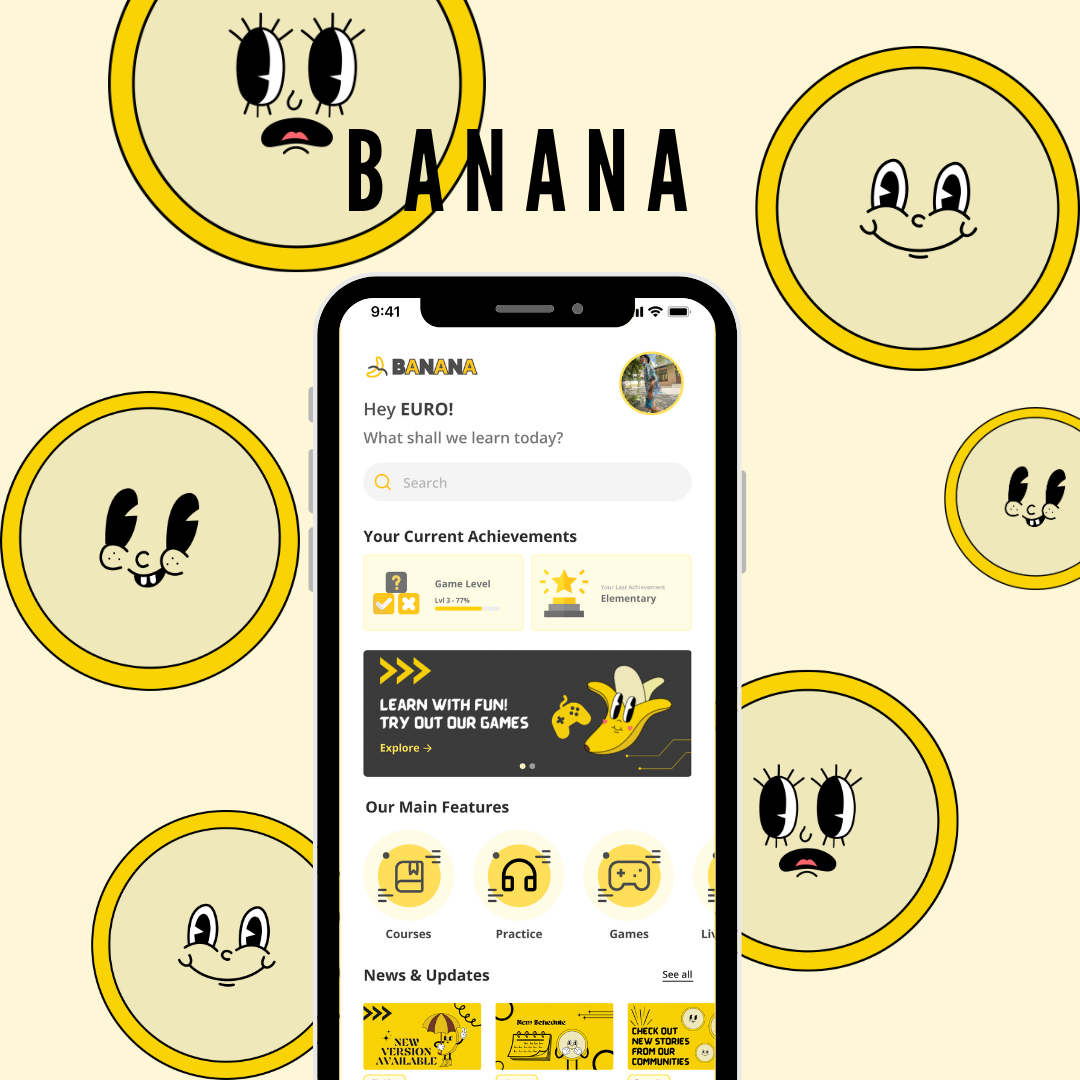 BANANA
9:41
BANANA
Hey EURO!
What shall we learn today?
Search
Your Current Achievements
Game Level
Lvl 3 - 77%
Your Last Achievement
Elementary
LEARN WITH FUN!
TRY OUT OUR GAMES
Explore →
Our Main Features
Courses
Practice
Games
News & Updates
See all
NEW
VERSION
AVAILABLE
New Schedule
CHECK OUT
NEW STORIES
FROM OUR
COMMUNITIES